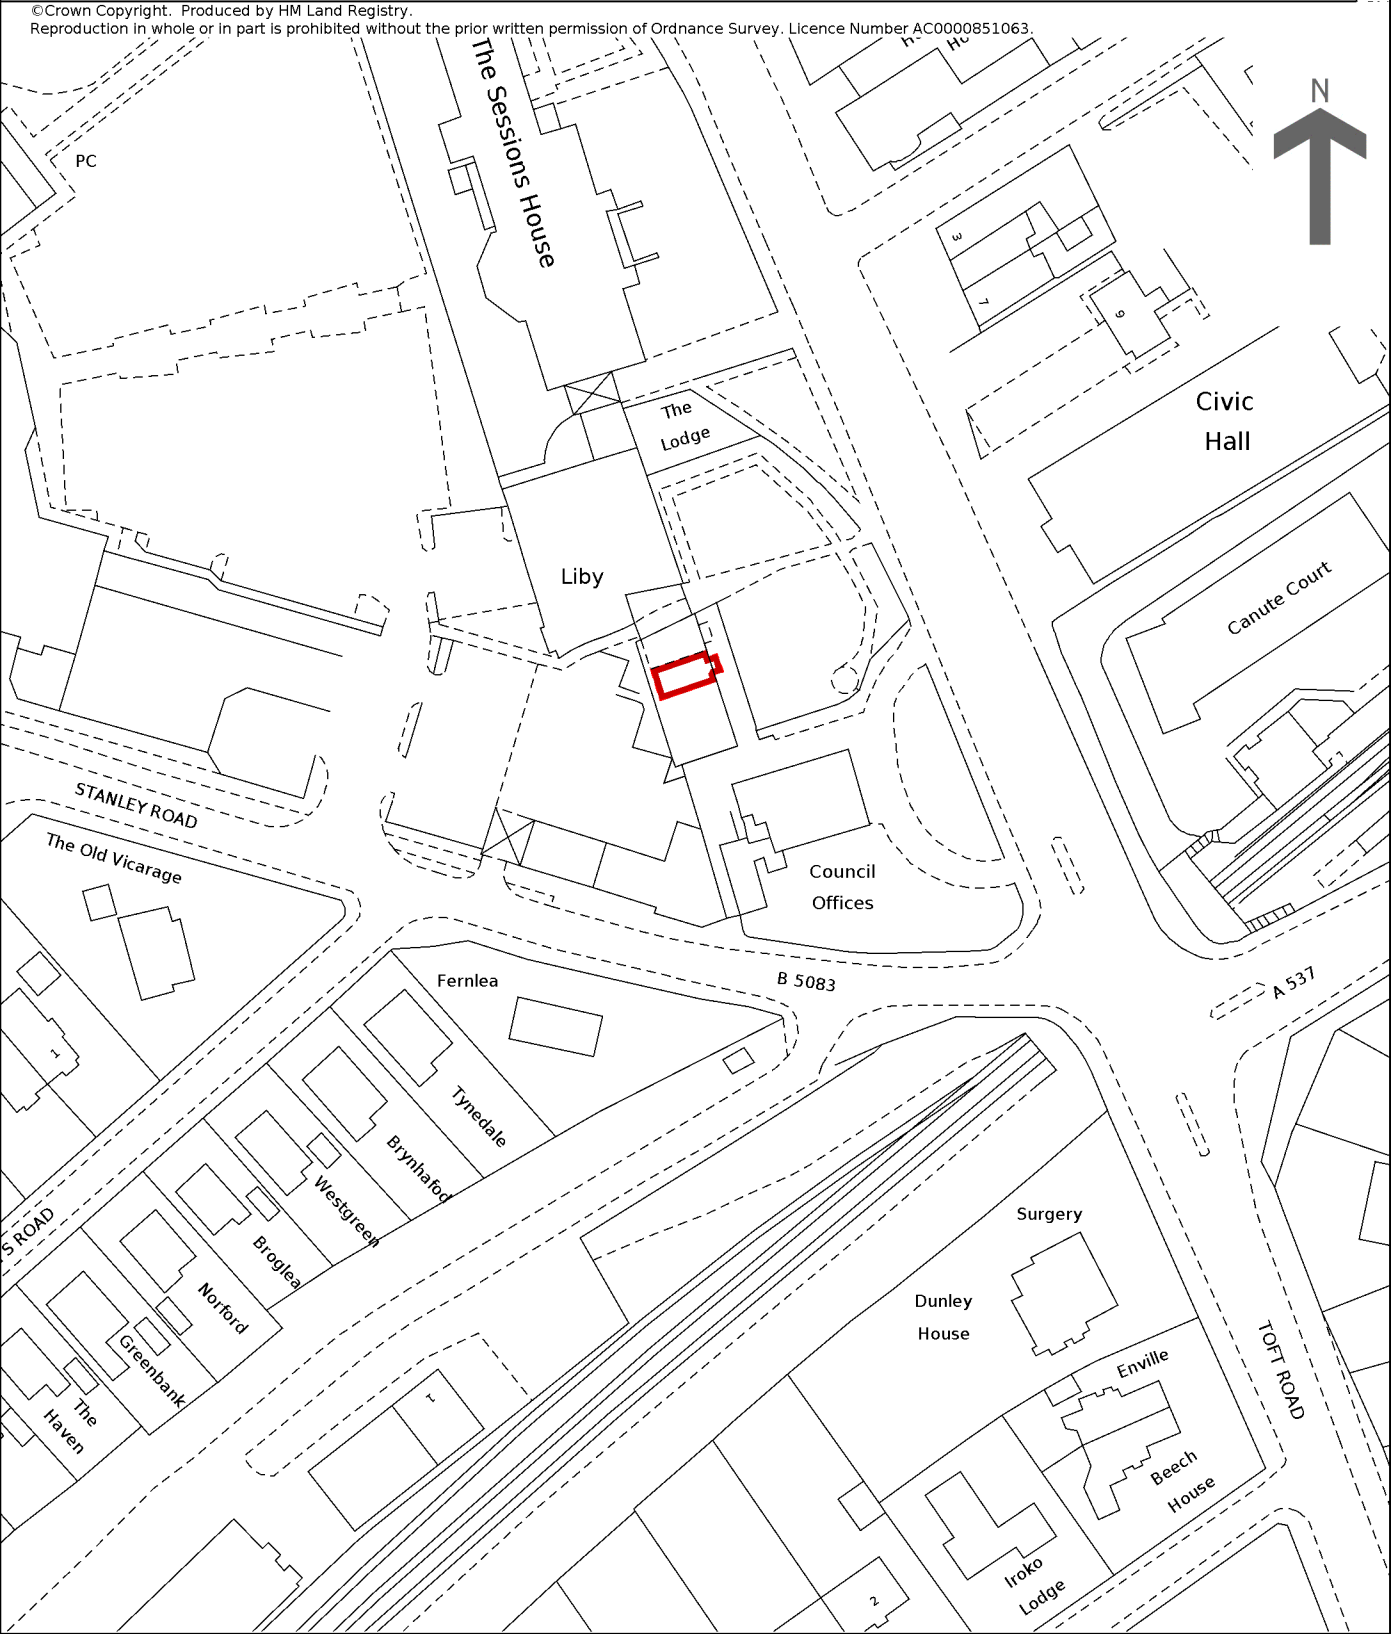 ©Crown Copyright. Produced by HM Land Registry.
Reproduction in whole or in part is prohibited without the prior written permission of Ordnance Survey. Licence Number AC0000851063.
N
The Sessions House
PC
3
7
9
Civic
Hall
The
Lodge
Liby
Canute Court
STANLEY ROAD
The Old Vicarage
Council
Offices
Fernlea
B 5083
A 537
1
Tynedale
Brynhafod
Westgreen
Broglea
Norford
Greenbank
The
Haven
S ROAD
Surgery
Dunley
House
Enville
TOFT ROAD
1
Beech
House
Iroko
Lodge
2